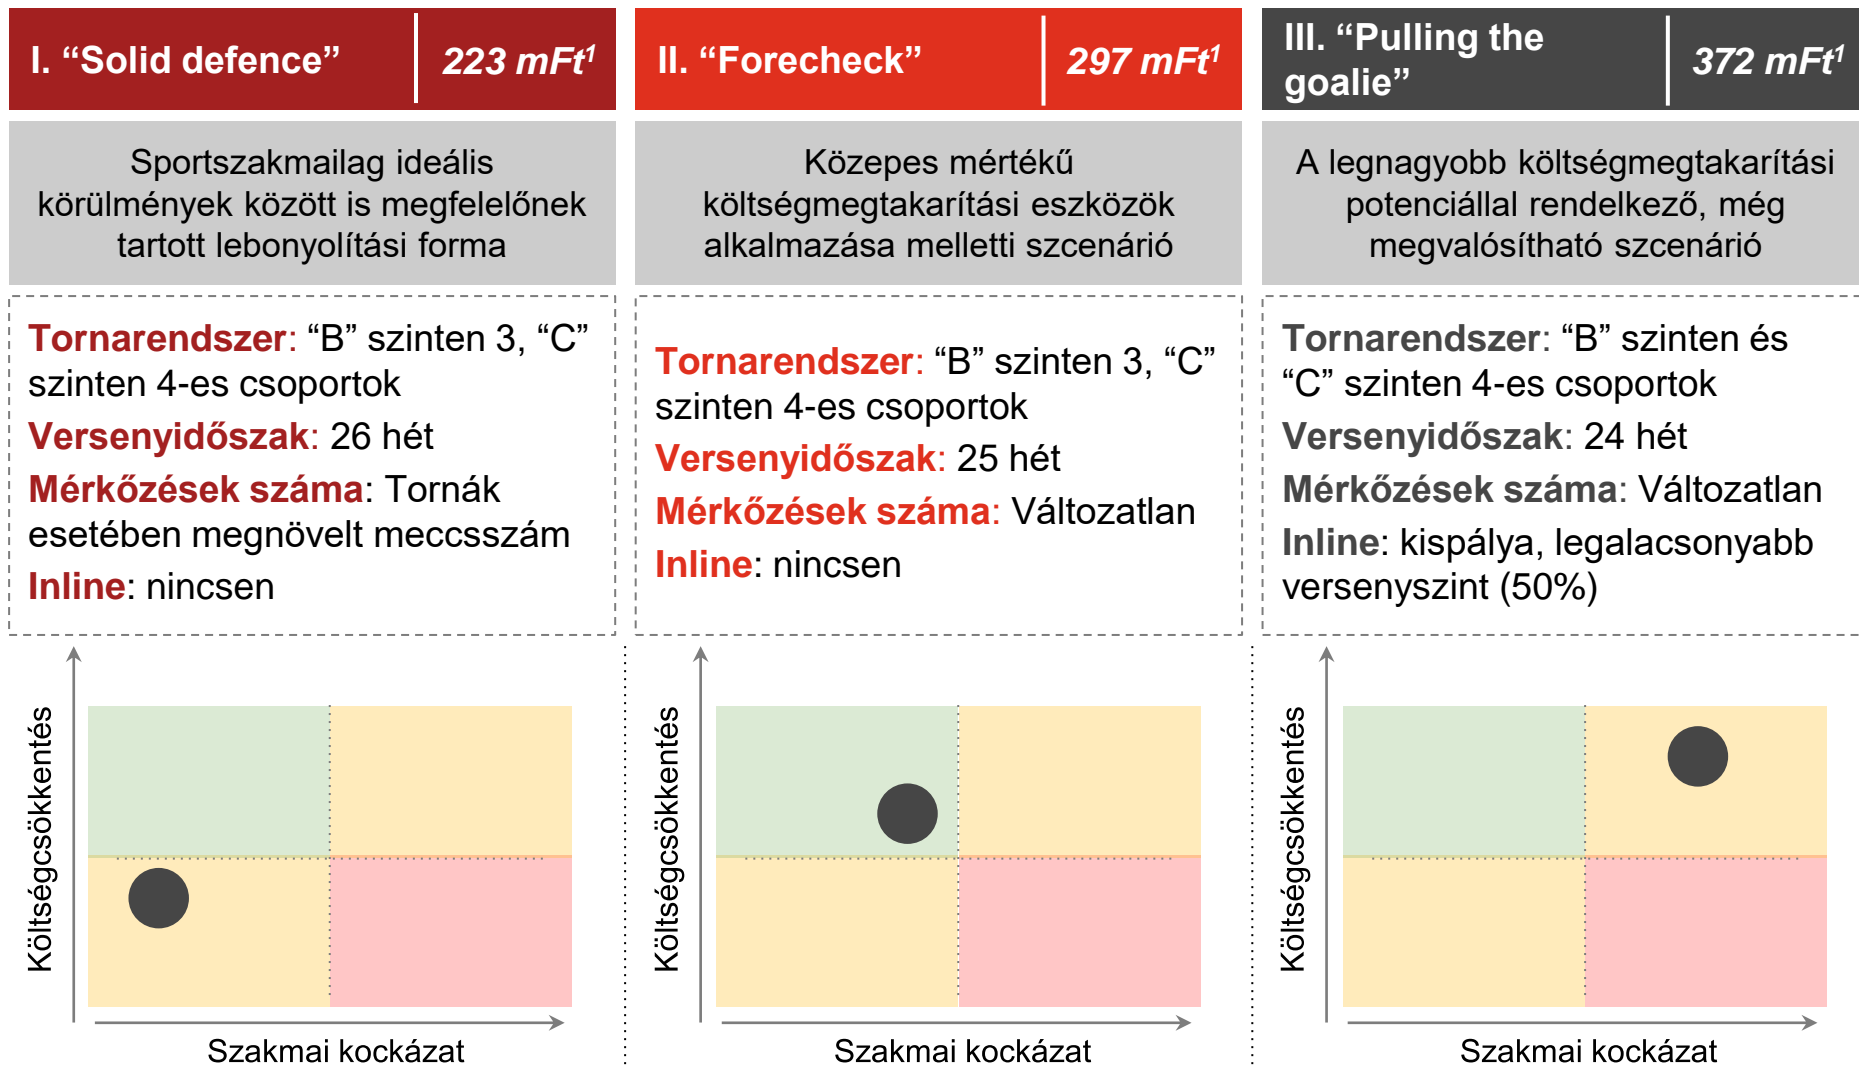 I. “Solid defence”
223 mFt¹
Sportszakmailag ideális
körülmények között is megfelelőnek
tartott lebonyolítási forma
Tornarendszer: “B” szinten 3, “C”
szinten 4-es csoportok
Versenyidőszak: 26 hét
Mérkőzések száma: Tornák
esetében megnövelt meccsszám
Inline: nincsen
Költségcsökkentés
Szakmai kockázat
II. “Forecheck”
297 mFt¹
Közepes mértékű
költségmegtakarítási eszközök
alkalmazása melletti szcenárió
Tornarendszer: “B” szinten 3, “C”
szinten 4-es csoportok
Versenyidőszak: 25 hét
Mérkőzések száma: Változatlan
Inline: nincsen
Költségcsökkentés
Szakmai kockázat
III. “Pulling the
goalie”
372 mFt¹
A legnagyobb költségmegtakarítási
potenciállal rendelkező, még
megvalósítható szcenárió
Tornarendszer: “B” szinten és
“C” szinten 4-es csoportok
Versenyidőszak: 24 hét
Mérkőzések száma: Változatlan
Inline: kispálya, legalacsonyabb
versenyszint (50%)
Költségcsökkentés
Szakmai kockázat